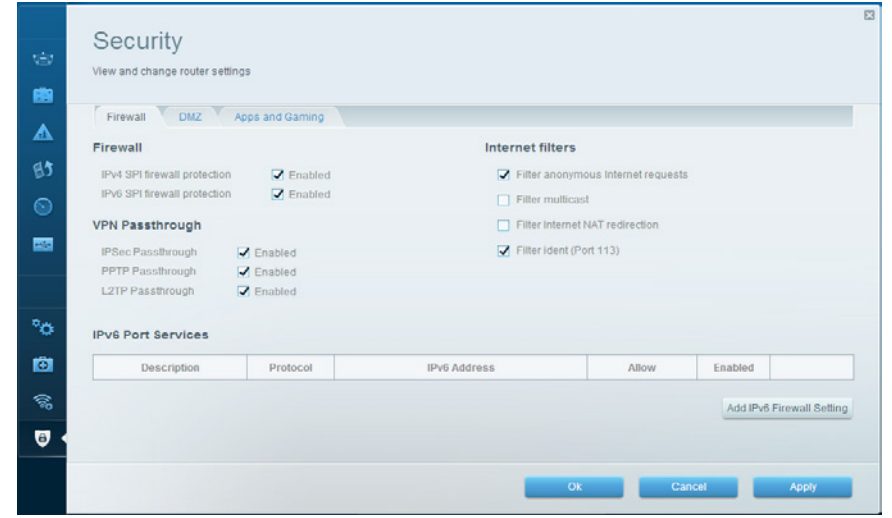 Security
View and change router settings
Firewall
DMZ
Apps and Gaming
Firewall
IPv4 SPI firewall protection
Enabled
IPv6 SPI firewall protection
Enabled
VPN Passthrough
IPSec Passthrough
Enabled
PPTP Passthrough
Enabled
L2TP Passthrough
Enabled
Internet filters
Filter anonymous Internet requests
Filter multicast
Filter Internet NAT redirection
Filter ident (Port 113)
IPv6 Port Services
Description
Protocol
IPv6 Address
Allow
Enabled
Add IPv6 Firewall Setting
Ok
Cancel
Apply